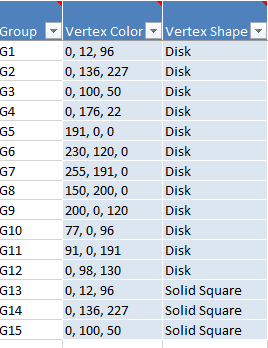 Group Vertex Color Vertex Shape
G1 0, 12, 96 Disk
G2 0, 136, 227 Disk
G3 0, 100, 50 Disk
G4 0, 176, 22 Disk
G5 191, 0, 0 Disk
G6 230, 120, 0 Disk
G7 255, 191, 0 Disk
G8 150, 200, 0 Disk
G9 200, 0, 120 Disk
G10 77, 0, 96 Disk
G11 91, 0, 191 Disk
G12 0, 98, 130 Disk
G13 0, 12, 96 Solid Square
G14 0, 136, 227 Solid Square
G15 0, 100, 50 Solid Square